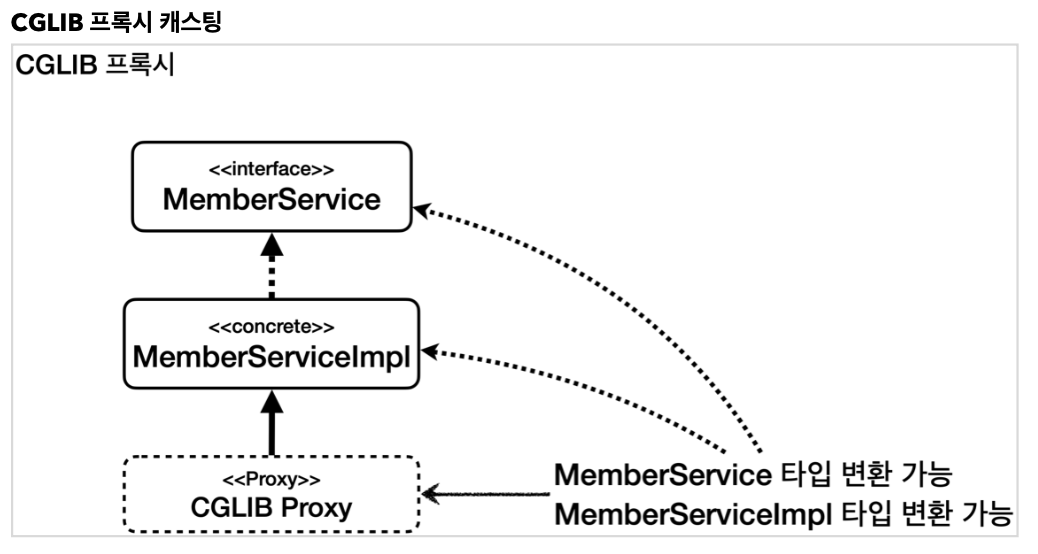 CGLIB 프록시 캐스팅
CGLIB 프록시
<<interface>>
MemberService
<<concrete>>
MemberServiceImpl
<<Proxy>>
CGLIB Proxy
MemberService 타입 변환 가능
MemberServiceImpl 타입 변환 가능